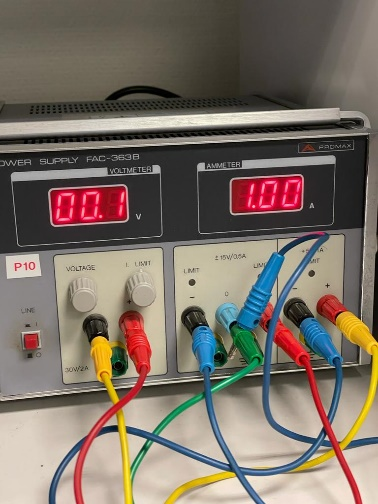 OWER SUPPLY FAC-363B
PROMAX
VOLTMETER
AMMETER
00.1 V
1.00 A
P10
VOLTAGE
I. LIMIT
± 15V/0,5A
LIMIT
LIMIT
-
0
-
+
LINE
I
O
30V/2A